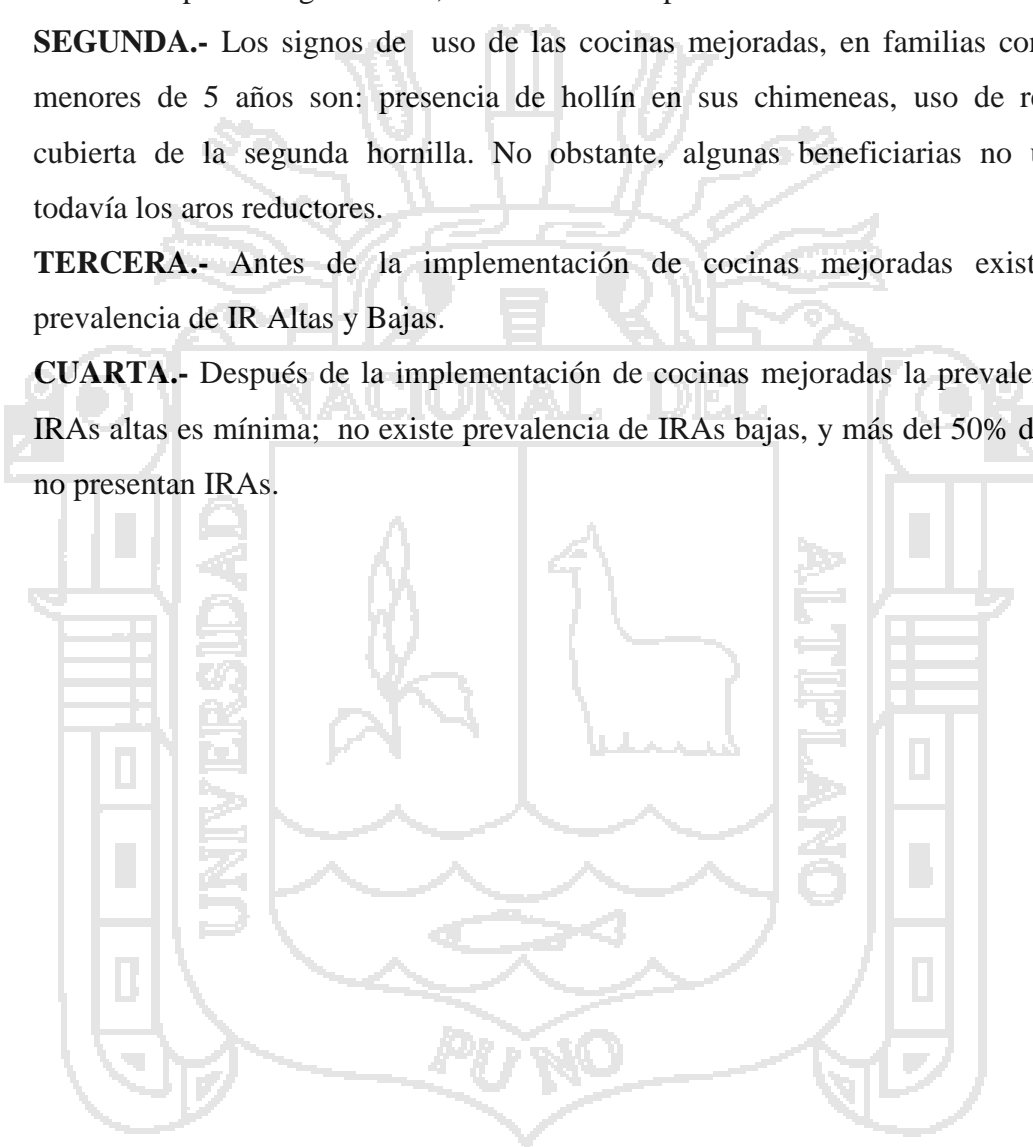 SEGUNDA.- Los signos de uso de las cocinas mejoradas, en familias
menores de 5 años son: presencia de hollín en sus chimeneas, uso de
cubierta de la segunda hornilla. No obstante, algunas beneficiarias no
todavía los aros reductores.
TERCERA.- Antes de la implementación de cocinas mejoradas
prevalencia de IR Altas y Bajas.
CUARTA.- Después de la implementación de cocinas mejoradas la
IRAs altas es mínima; no existe prevalencia de IRAs bajas, y más del 50%
no presentan IRAs.
NACIONAL DEL
UNIVERSIDAD
ALTIPLANO
PUNO